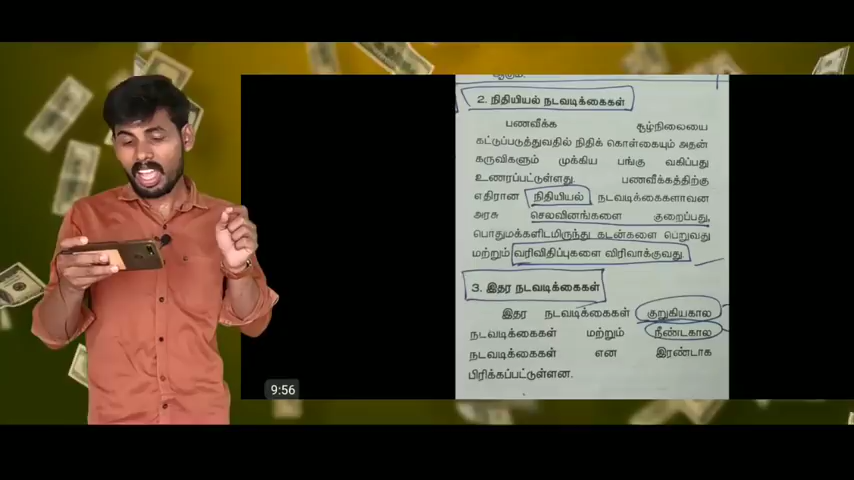 ஆகும்.
2. நிதியியல் நடவடிக்கைகள்
பணவீக்க சூழ்நிலையை
கட்டுப்படுத்துவதில் நிதிக் கொள்கையும் அதன்
கருவிகளும் முக்கிய பங்கு வகிப்பது
உணரப்பட்டுள்ளது. பணவீக்கத்திற்கு
எதிரான நிதியியல் நடவடிக்கைகளாவன
அரசு செலவினங்களை குறைப்பது,
பொதுமக்களிடமிருந்து கடன்களை பெறுவது
மற்றும் வரிவிதிப்புகளை விரிவாக்குவது.
3. இதர நடவடிக்கைகள்
இதர நடவடிக்கைகள் குறுகியகால
நடவடிக்கைகள் மற்றும் நீண்டகால
நடவடிக்கைகள் என இரண்டாக
பிரிக்கப்பட்டுள்ளன.
9:56